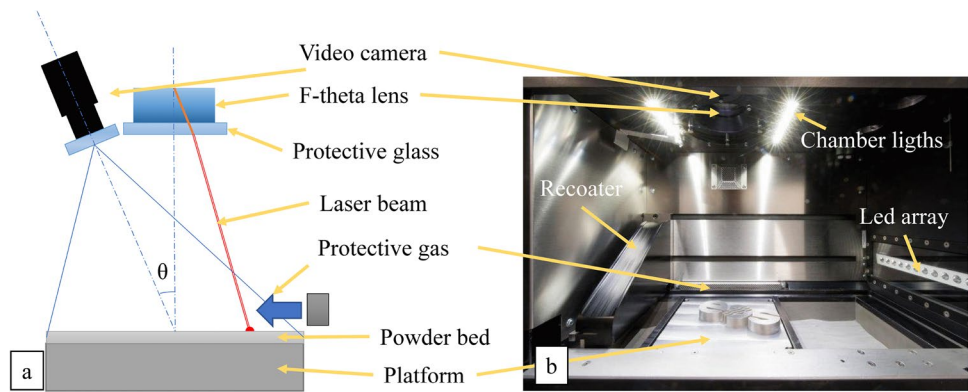 Video camera
F-theta lens
Protective glass
Chamber ligths
Laser beam
Recoater
Led array
Protective gas
θ
Powder bed
Platform
a
b